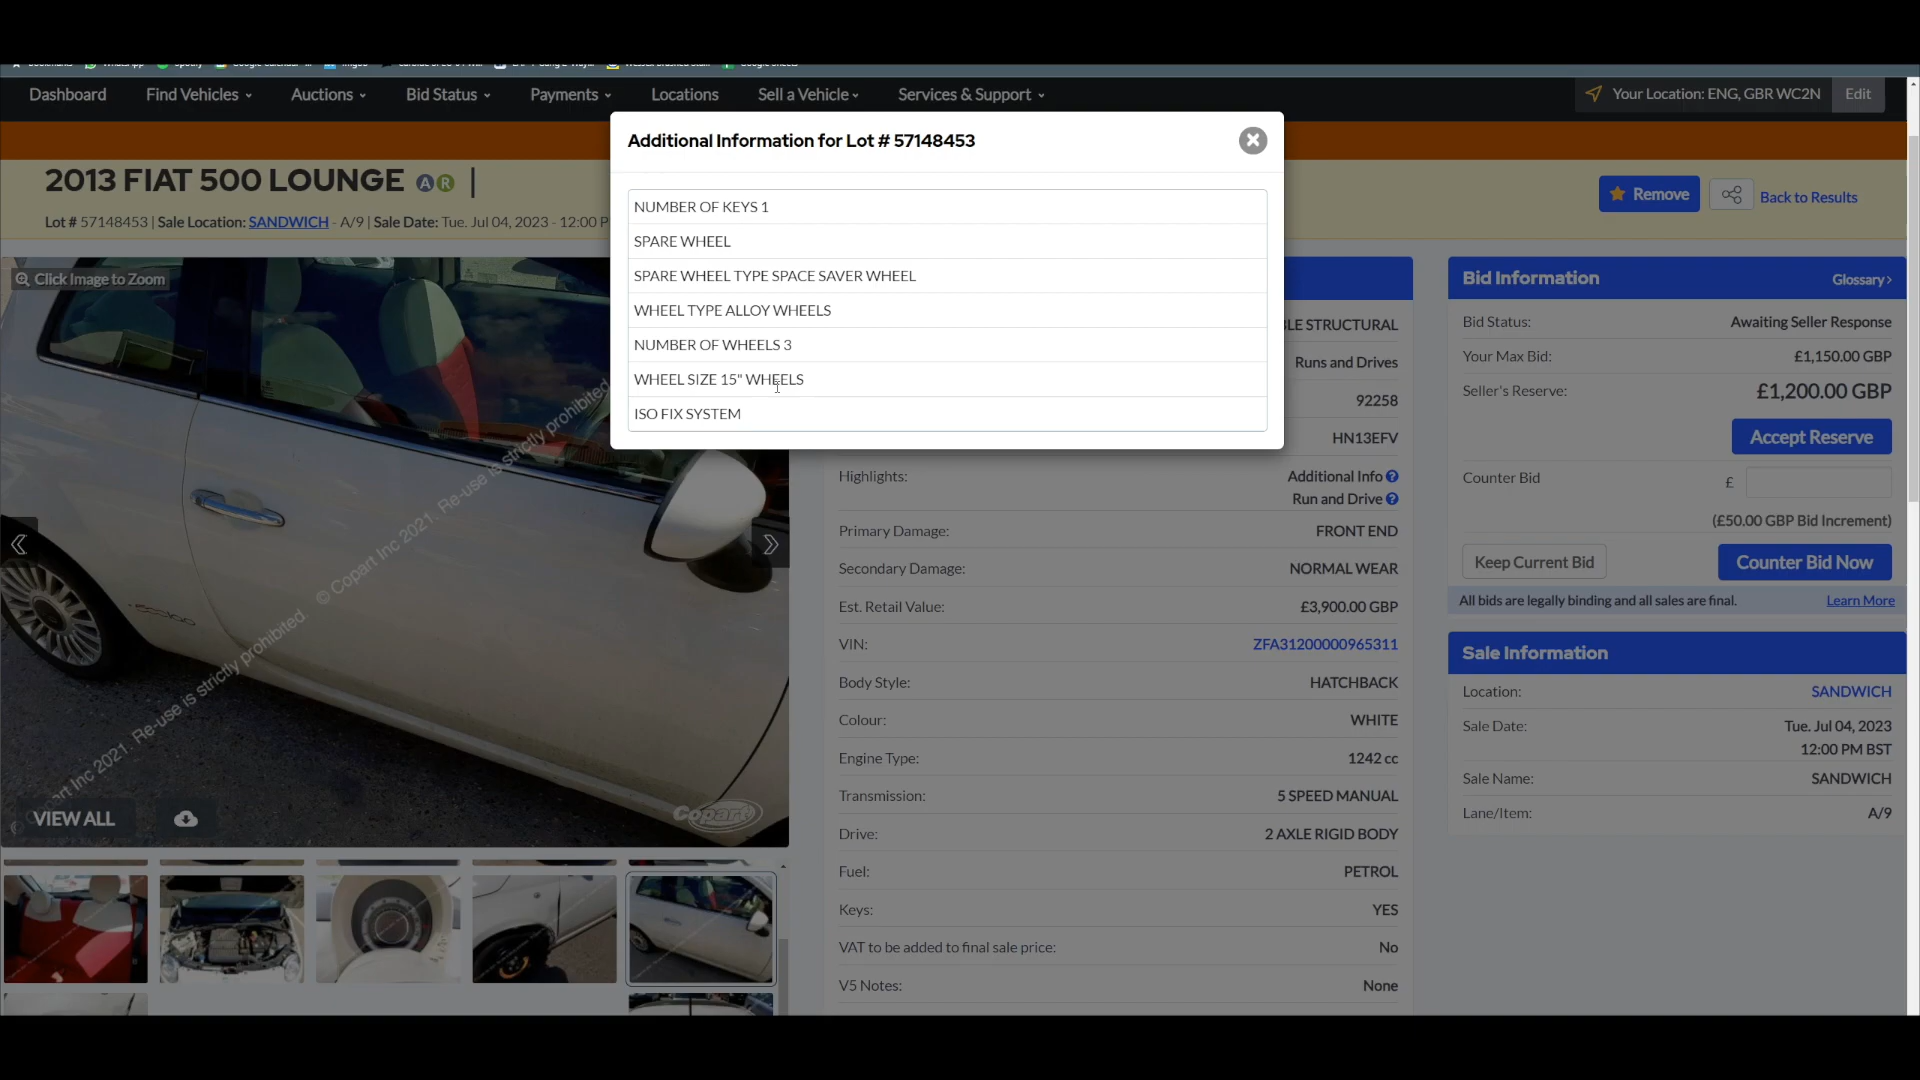 Dashboard
Find Vehicles
Auctions
Bid Status
Payments
Locations
Sell a Vehicle
Services & Support
Your Location: ENG, GBR WC2N
Edit
Additional Information for Lot # 57148453
NUMBER OF KEYS 1
SPARE WHEEL
SPARE WHEEL TYPE SPACE SAVER WHEEL
WHEEL TYPE ALLOY WHEELS
NUMBER OF WHEELS 3
WHEEL SIZE 15" WHEELS
ISO FIX SYSTEM
2013 FIAT 500 LOUNGE A R |
Lot # 57148453 | Sale Location: SANDWICH - A/9 | Sale Date: Tue. Jul 04, 2023 - 12:00 P
Remove
Back to Results
Click Image to Zoom
© Copart Inc 2021. Re-use is strictly prohibited.
part Inc 2021. Re-use is strictly prohibited.
Copart
VIEW ALL
LE STRUCTURAL
Runs and Drives
92258
HN13EFV
Highlights:
Additional Info
Run and Drive
Primary Damage:
FRONT END
Secondary Damage:
NORMAL WEAR
Est. Retail Value:
£3,900.00 GBP
VIN:
ZFA31200000965311
Body Style:
HATCHBACK
Colour:
WHITE
Engine Type:
1242 cc
Transmission:
5 SPEED MANUAL
Drive:
2 AXLE RIGID BODY
Fuel:
PETROL
Keys:
YES
VAT to be added to final sale price:
No
V5 Notes:
None
Bid Information
Glossary
Bid Status:
Awaiting Seller Response
Your Max Bid:
£1,150.00 GBP
Seller's Reserve:
£1,200.00 GBP
Accept Reserve
Counter Bid
£
(£50.00 GBP Bid Increment)
Keep Current Bid
Counter Bid Now
All bids are legally binding and all sales are final.
Learn More
Sale Information
Location:
SANDWICH
Sale Date:
Tue. Jul 04, 2023
12:00 PM BST
Sale Name:
SANDWICH
Lane/Item:
A/9